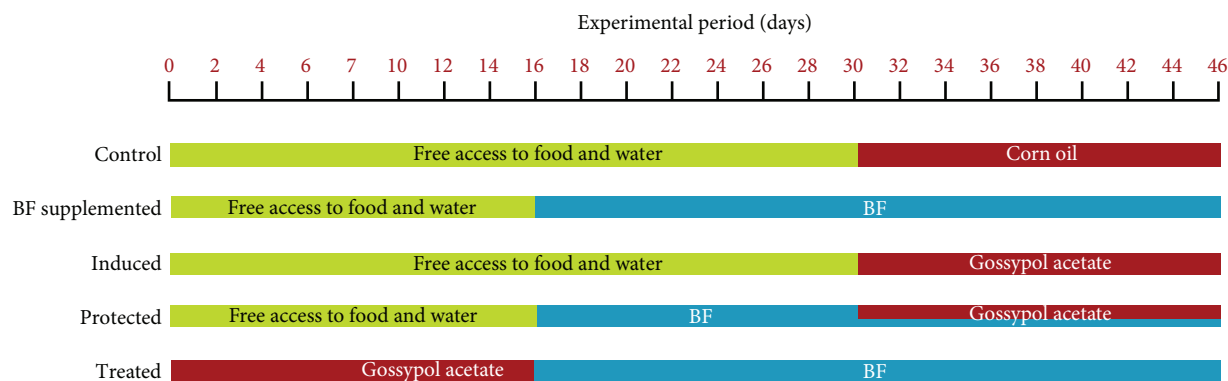 Experimental period (days)
0 2 4 6 7 10 12 14 16 18 20 22 24 26 28 30 32 34 36 38 40 42 44 46
Control Free access to food and water Corn oil
BF supplemented Free access to food and water BF
Induced Free access to food and water Gossypol acetate
Protected Free access to food and water BF Gossypol acetate
Treated Gossypol acetate BF